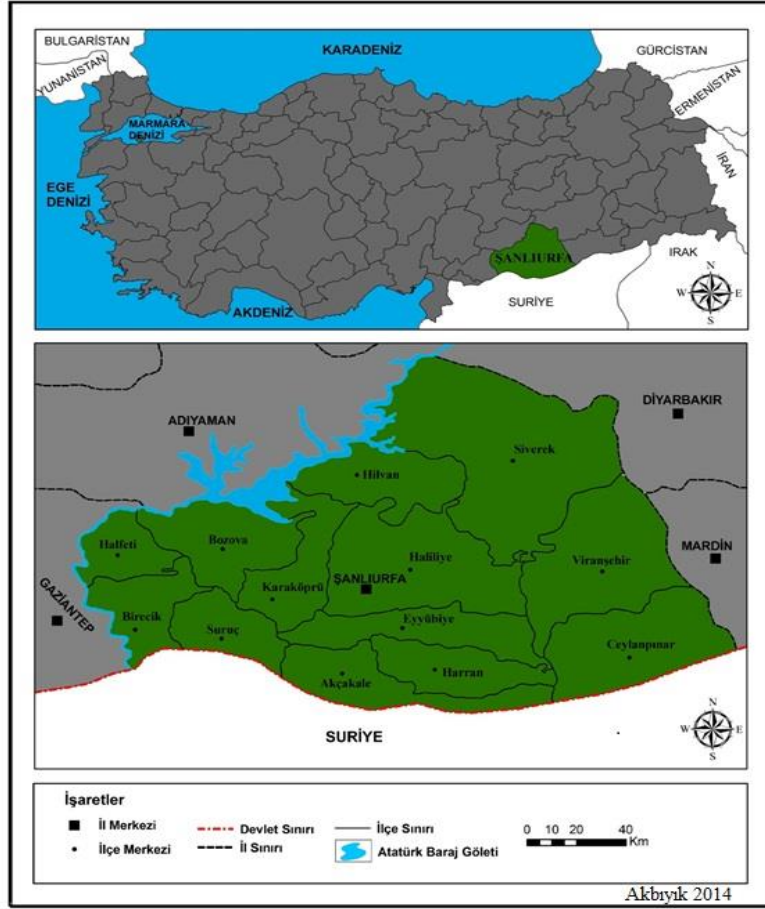 BULGARİSTAN
YUNANİSTAN
KARADENİZ
GÜRCİSTAN
ERMENİSTAN
MARMARA
DENİZİ
İRAN
EGE
DENİZİ
ŞANLIURFA
IRAK
AKDENİZ
SURİYE
N
W E
S
DİYARBAKIR
ADIYAMAN
Siverek
Hilvan
Halfeti
Bozova
Haliliye
Viranşehir
MARDİN
GAZİANTEP
ŞANLIURFA
Karaköprü
Birecik
Suruç
Eyyübiye
Ceylanpınar
Akçakale
Harran
SURİYE
N
W E
S
İşaretler
İl Merkezi
Devlet Sınırı
İlçe Sınırı
0 10 20 40
Km
İlçe Merkezi
İl Sınırı
Atatürk Baraj Göleti
Akbıyık 2014